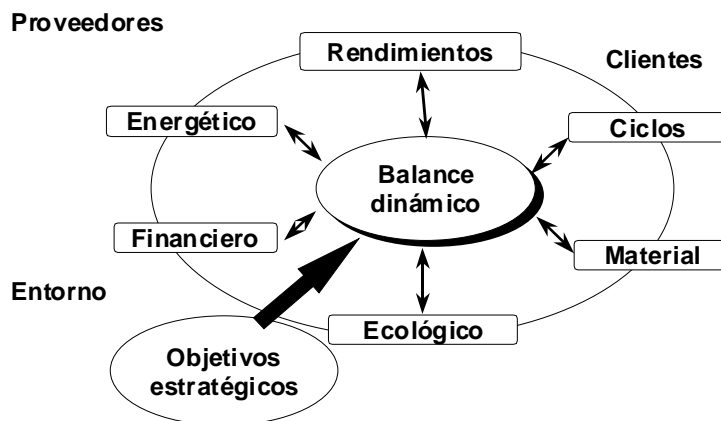 Proveedores
Rendimientos
Clientes
Energético
Ciclos
Balance
dinámico
Financiero
Material
Entorno
Ecológico
Objetivos
estratégicos